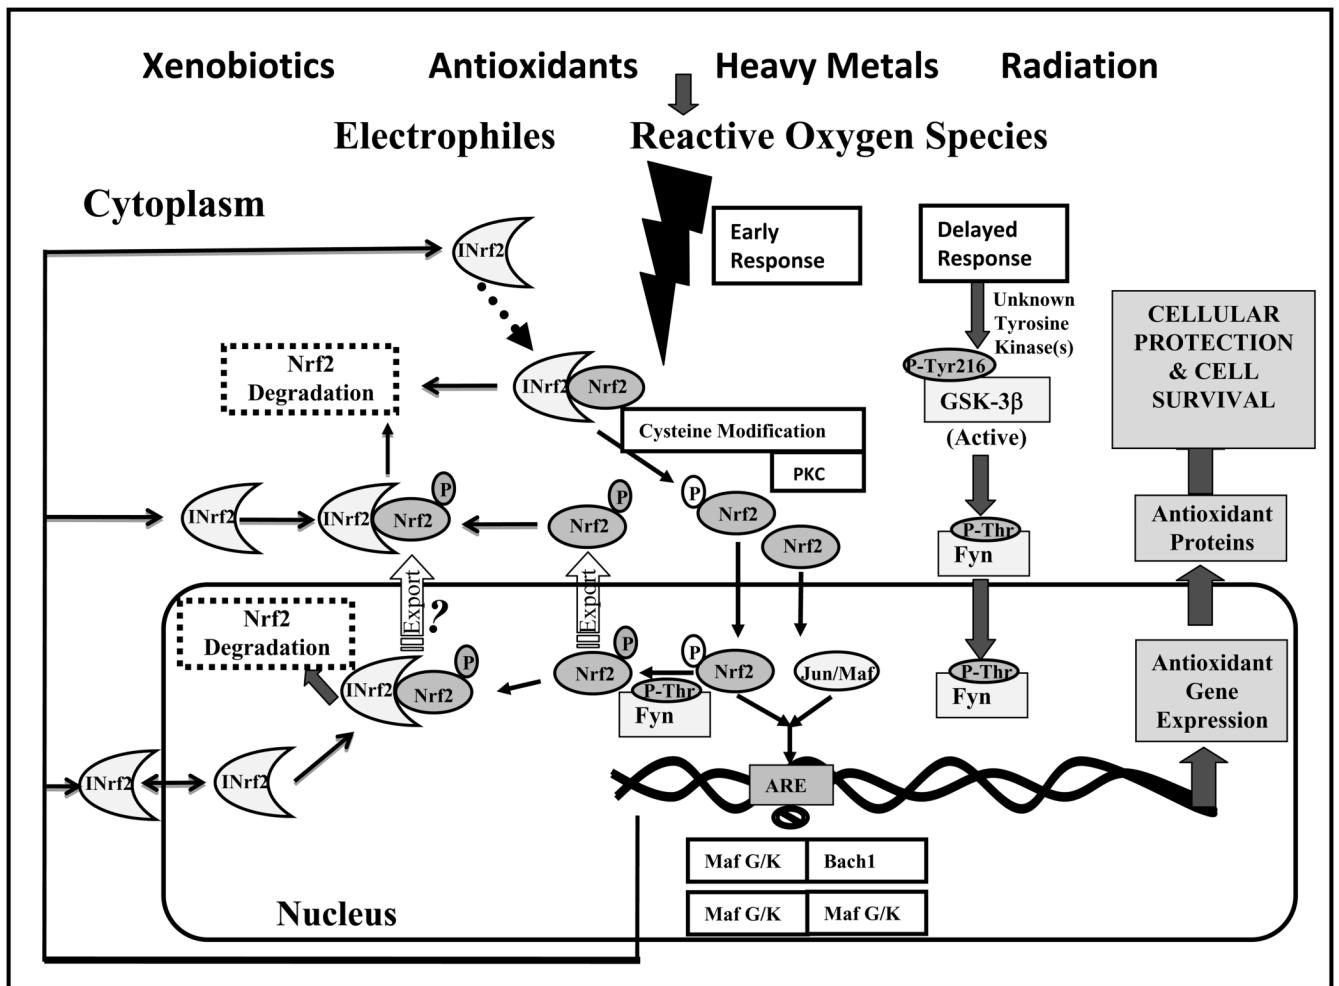 Xenobiotics Antioxidants Heavy Metals Radiation
Electrophiles Reactive Oxygen Species
Cytoplasm
INrf2
Early
Response
Delayed
Response
Unknown
Tyrosine
Kinase(s)
P-Tyr216
GSK-3β
(Active)
CELLULAR
PROTECTION
& CELL
SURVIVAL
Nrf2
Degradation
INrf2
Nrf2
Cysteine Modification
PKC
INrf2
INrf2
Nrf2
P
Nrf2
P
P
Nrf2
Nrf2
P-Thr
Fyn
Antioxidant
Proteins
Export
?
Export
Nrf2
Degradation
INrf2
Nrf2
P
Nrf2
P
P
Nrf2
P-Thr
Fyn
Jun/Maf
P-Thr
Fyn
Antioxidant
Gene
Expression
INrf2
INrf2
ARE
Maf G/K Bach1
Maf G/K Maf G/K
Nucleus